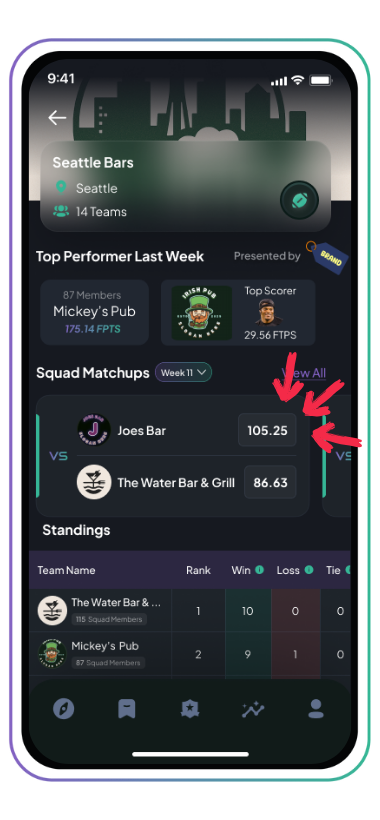 9:41
Seattle Bars
Seattle
14 Teams
Top Performer Last Week
Presented by
BRAND
87 Members
Mickey's Pub
175.14 FPTS
IRISH PUB
SLOGAN HERE
Top Scorer
29.56 FTPS
Squad Matchups
Week 11
View All
VS
J
Joes Bar
105.25
The Water Bar & Grill
86.63
VS
Standings
Team Name Rank Win Loss Tie
The Water Bar & ...
115 Squad Members
1 10 0 0
Mickey's Pub
87 Squad Members
2 9 1 0